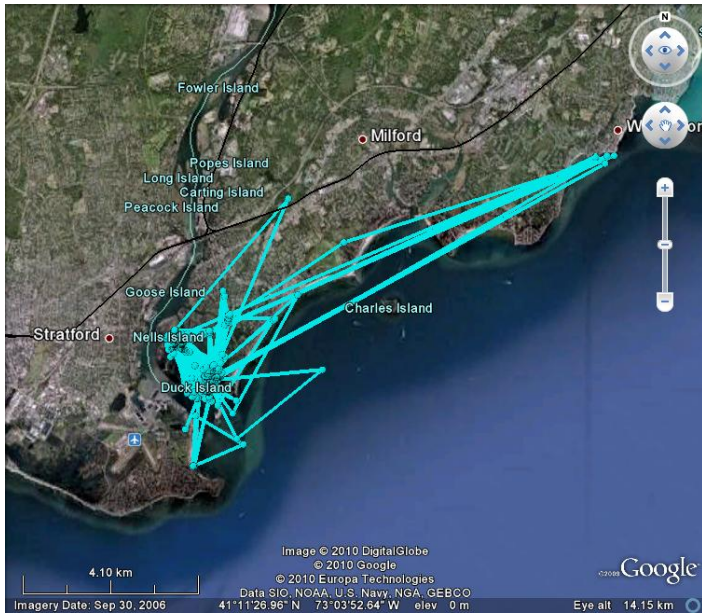 N
Fowler Island
Milford
Popes Island
Long Island
Carting Island
Peacock Island
Goose Island
Charles Island
Stratford
Nells Island
Duck Island
4.10 km
Image © 2010 DigitalGlobe
© 2010 Google
© 2010 Europa Technologies
Data SIO, NOAA, U.S. Navy, NGA, GEBCO
Google
Imagery Date: Sep 30, 2006 41°11'26.96" N 73°03'52.64" W elev 0 m Eye alt 14.15 km